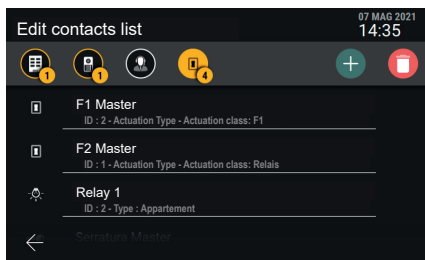 Edit contacts list
07 MAG 2021
14:35
1
1
4
F1 Master
ID : 2 - Actuation Type - Actuation class: F1
F2 Master
ID : 1 - Actuation Type - Actuation class: Relais
Relay 1
ID : 2 - Type : Appartement
Serratura Master